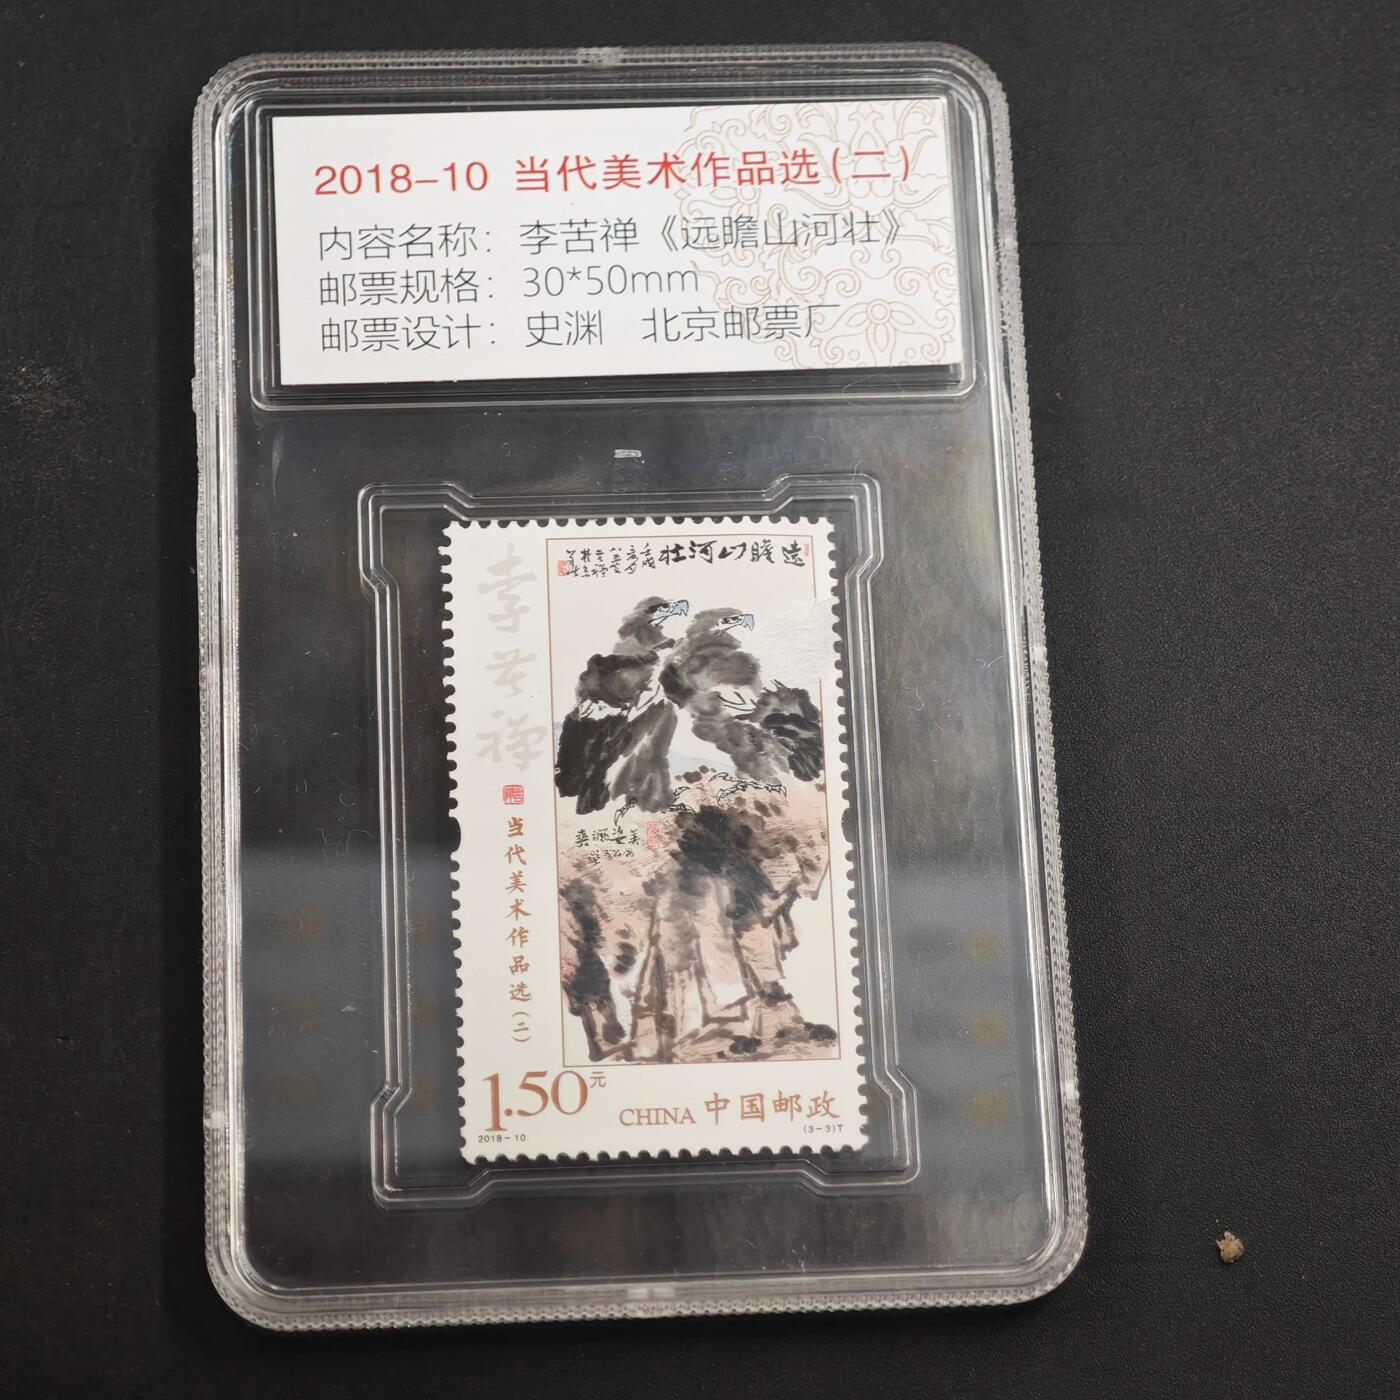 2018-10 当代美术作品选(二)
内容名称: 李苦禅《远瞻山河壮》
邮票规格: 30*50mm
邮票设计: 史渊 北京邮票厂
李苦禅
遠瞻山河壮
当代美术作品选(二)
1.50元
2018-10
CHINA 中国邮政
(3-3)T